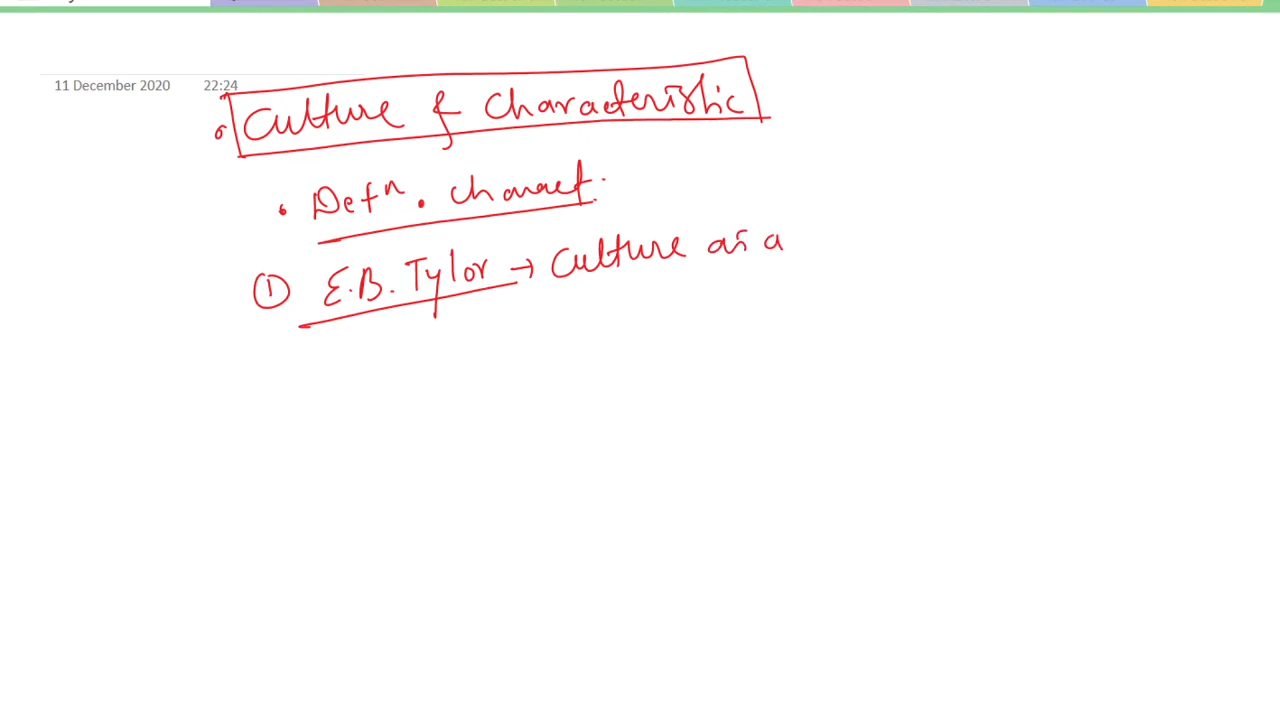 11 December 2020 22:24
Culture & Characteristic
• Defn. charact.
① E.B. Tylor → Culture as a